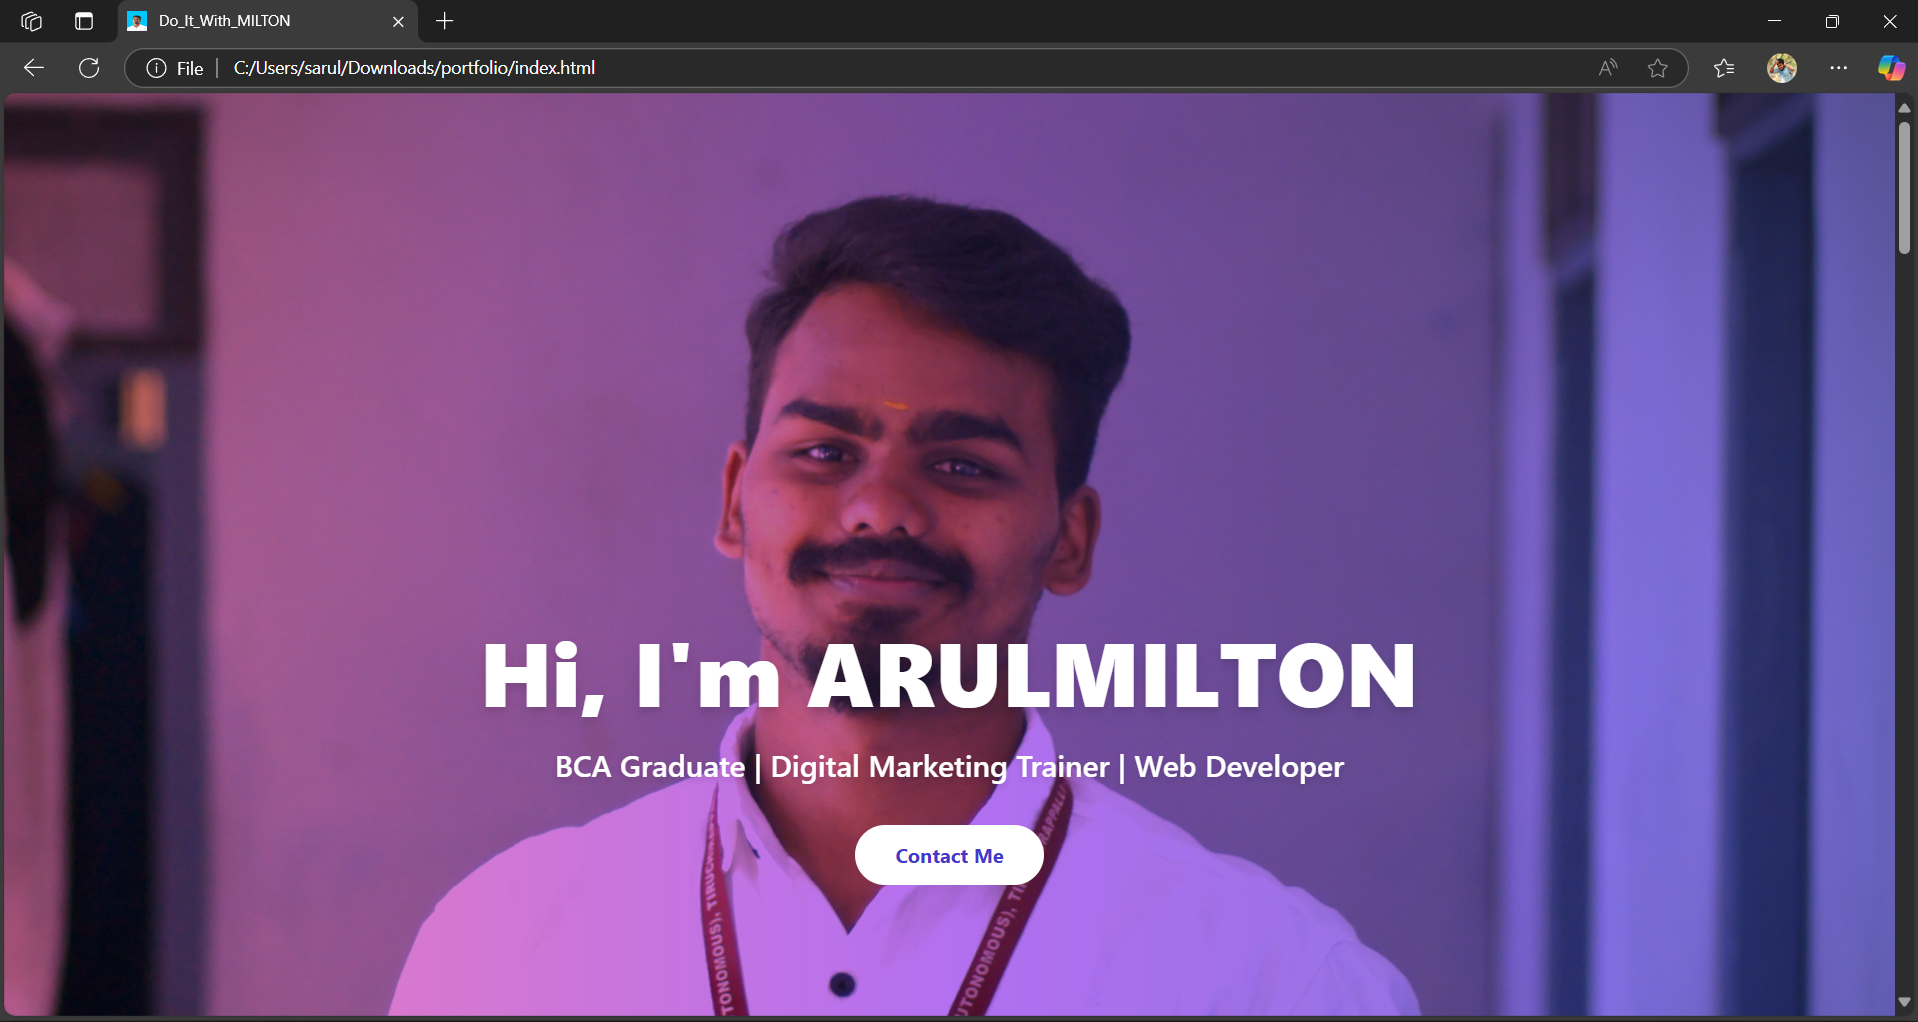 Do_It_With_MILTON
File
C:/Users/sarul/Downloads/portfolio/index.html
Hi, I'm ARULMILTON
BCA Graduate | Digital Marketing Trainer | Web Developer
Contact Me